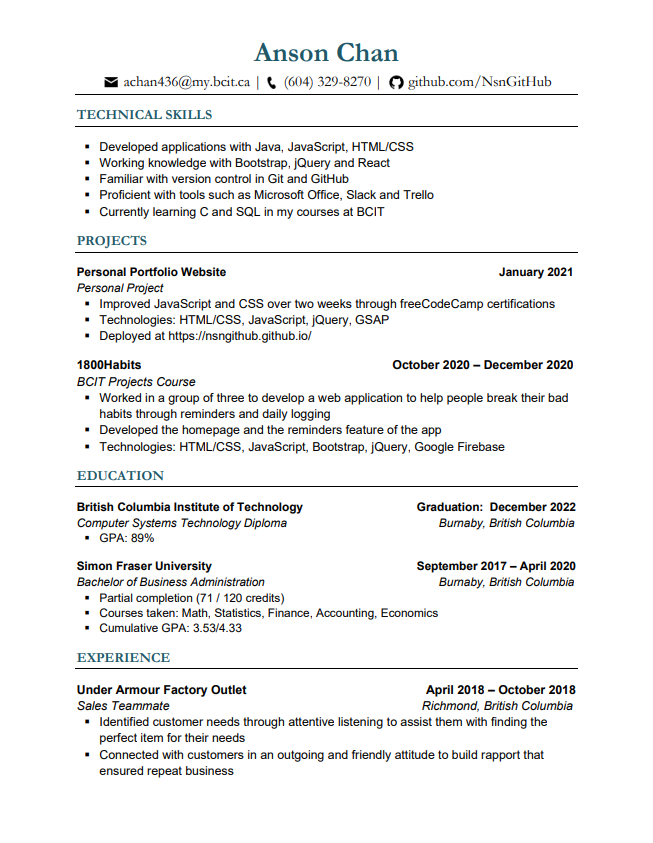 Anson Chan
achan436@my.bcit.ca | (604) 329-8270 | github.com/NsnGitHub
TECHNICAL SKILLS
▪ Developed applications with Java, JavaScript, HTML/CSS
▪ Working knowledge with Bootstrap, jQuery and React
▪ Familiar with version control in Git and GitHub
▪ Proficient with tools such as Microsoft Office, Slack and Trello
▪ Currently learning C and SQL in my courses at BCIT
PROJECTS
Personal Portfolio Website January 2021
Personal Project
▪ Improved JavaScript and CSS over two weeks through freeCodeCamp certifications
▪ Technologies: HTML/CSS, JavaScript, jQuery, GSAP
▪ Deployed at https://nsngithub.github.io/
1800Habits October 2020 – December 2020
BCIT Projects Course
▪ Worked in a group of three to develop a web application to help people break their bad
habits through reminders and daily logging
▪ Developed the homepage and the reminders feature of the app
▪ Technologies: HTML/CSS, JavaScript, Bootstrap, jQuery, Google Firebase
EDUCATION
British Columbia Institute of Technology Graduation: December 2022
Computer Systems Technology Diploma Burnaby, British Columbia
▪ GPA: 89%
Simon Fraser University September 2017 – April 2020
Bachelor of Business Administration Burnaby, British Columbia
▪ Partial completion (71 / 120 credits)
▪ Courses taken: Math, Statistics, Finance, Accounting, Economics
▪ Cumulative GPA: 3.53/4.33
EXPERIENCE
Under Armour Factory Outlet April 2018 – October 2018
Sales Teammate Richmond, British Columbia
▪ Identified customer needs through attentive listening to assist them with finding the
perfect item for their needs
▪ Connected with customers in an outgoing and friendly attitude to build rapport that
ensured repeat business